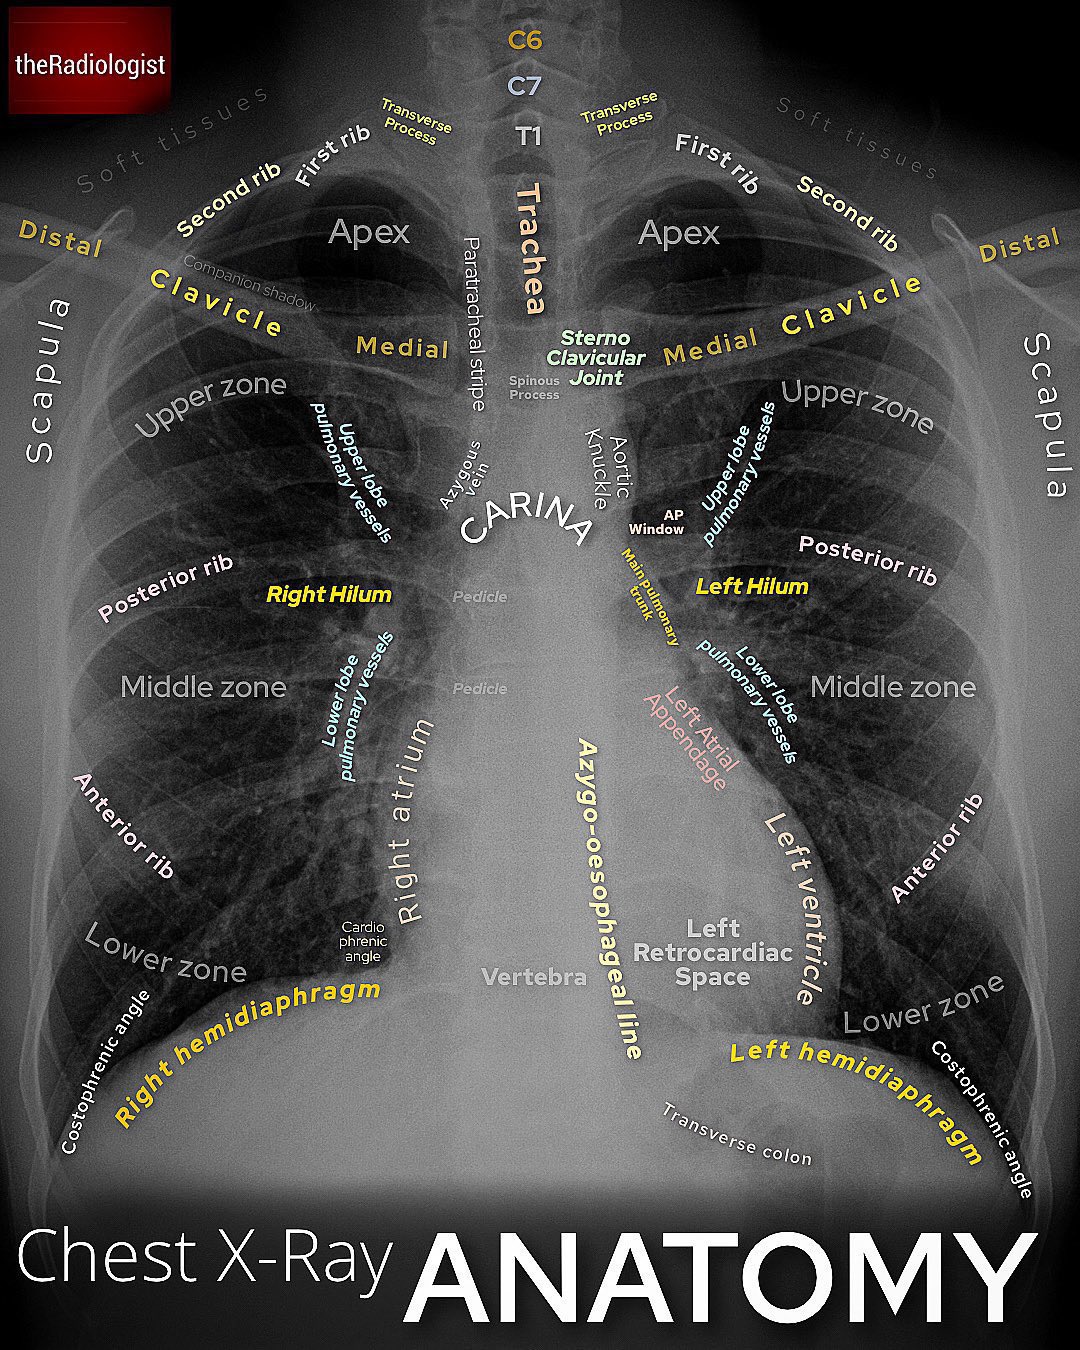 theRadiologist
C6
C7
T1
Transverse
Process
Transverse
Process
Soft tissues
Soft tissues
First rib
First rib
Second rib
Second rib
Apex
Trachea
Apex
Distal
Distal
Companion shadow
Clavicle
Clavicle
Medial
Medial
Paratracheal stripe
Sterno
Clavicular
Joint
Spinous
Process
Scapula
Scapula
Upper zone
Upper zone
Upper lobe
pulmonary vessels
Upper lobe
pulmonary vessels
Azygous
vein
Aortic
Knuckle
CARINA
AP
Window
Posterior rib
Posterior rib
Right Hilum
Pedicle
Main pulmonary
trunk
Left Hilum
Lower lobe
pulmonary vessels
Lower lobe
pulmonary vessels
Middle zone
Pedicle
Middle zone
Left Atrial
Appendage
Right atrium
Azygo-oesophageal line
Left ventricle
Anterior rib
Anterior rib
Cardio
phrenic
angle
Left
Retrocardiac
Space
Vertebra
Lower zone
Lower zone
Right hemidiaphragm
Left hemidiaphragm
Costophrenic angle
Costophrenic angle
Transverse colon
Chest X-Ray ANATOMY